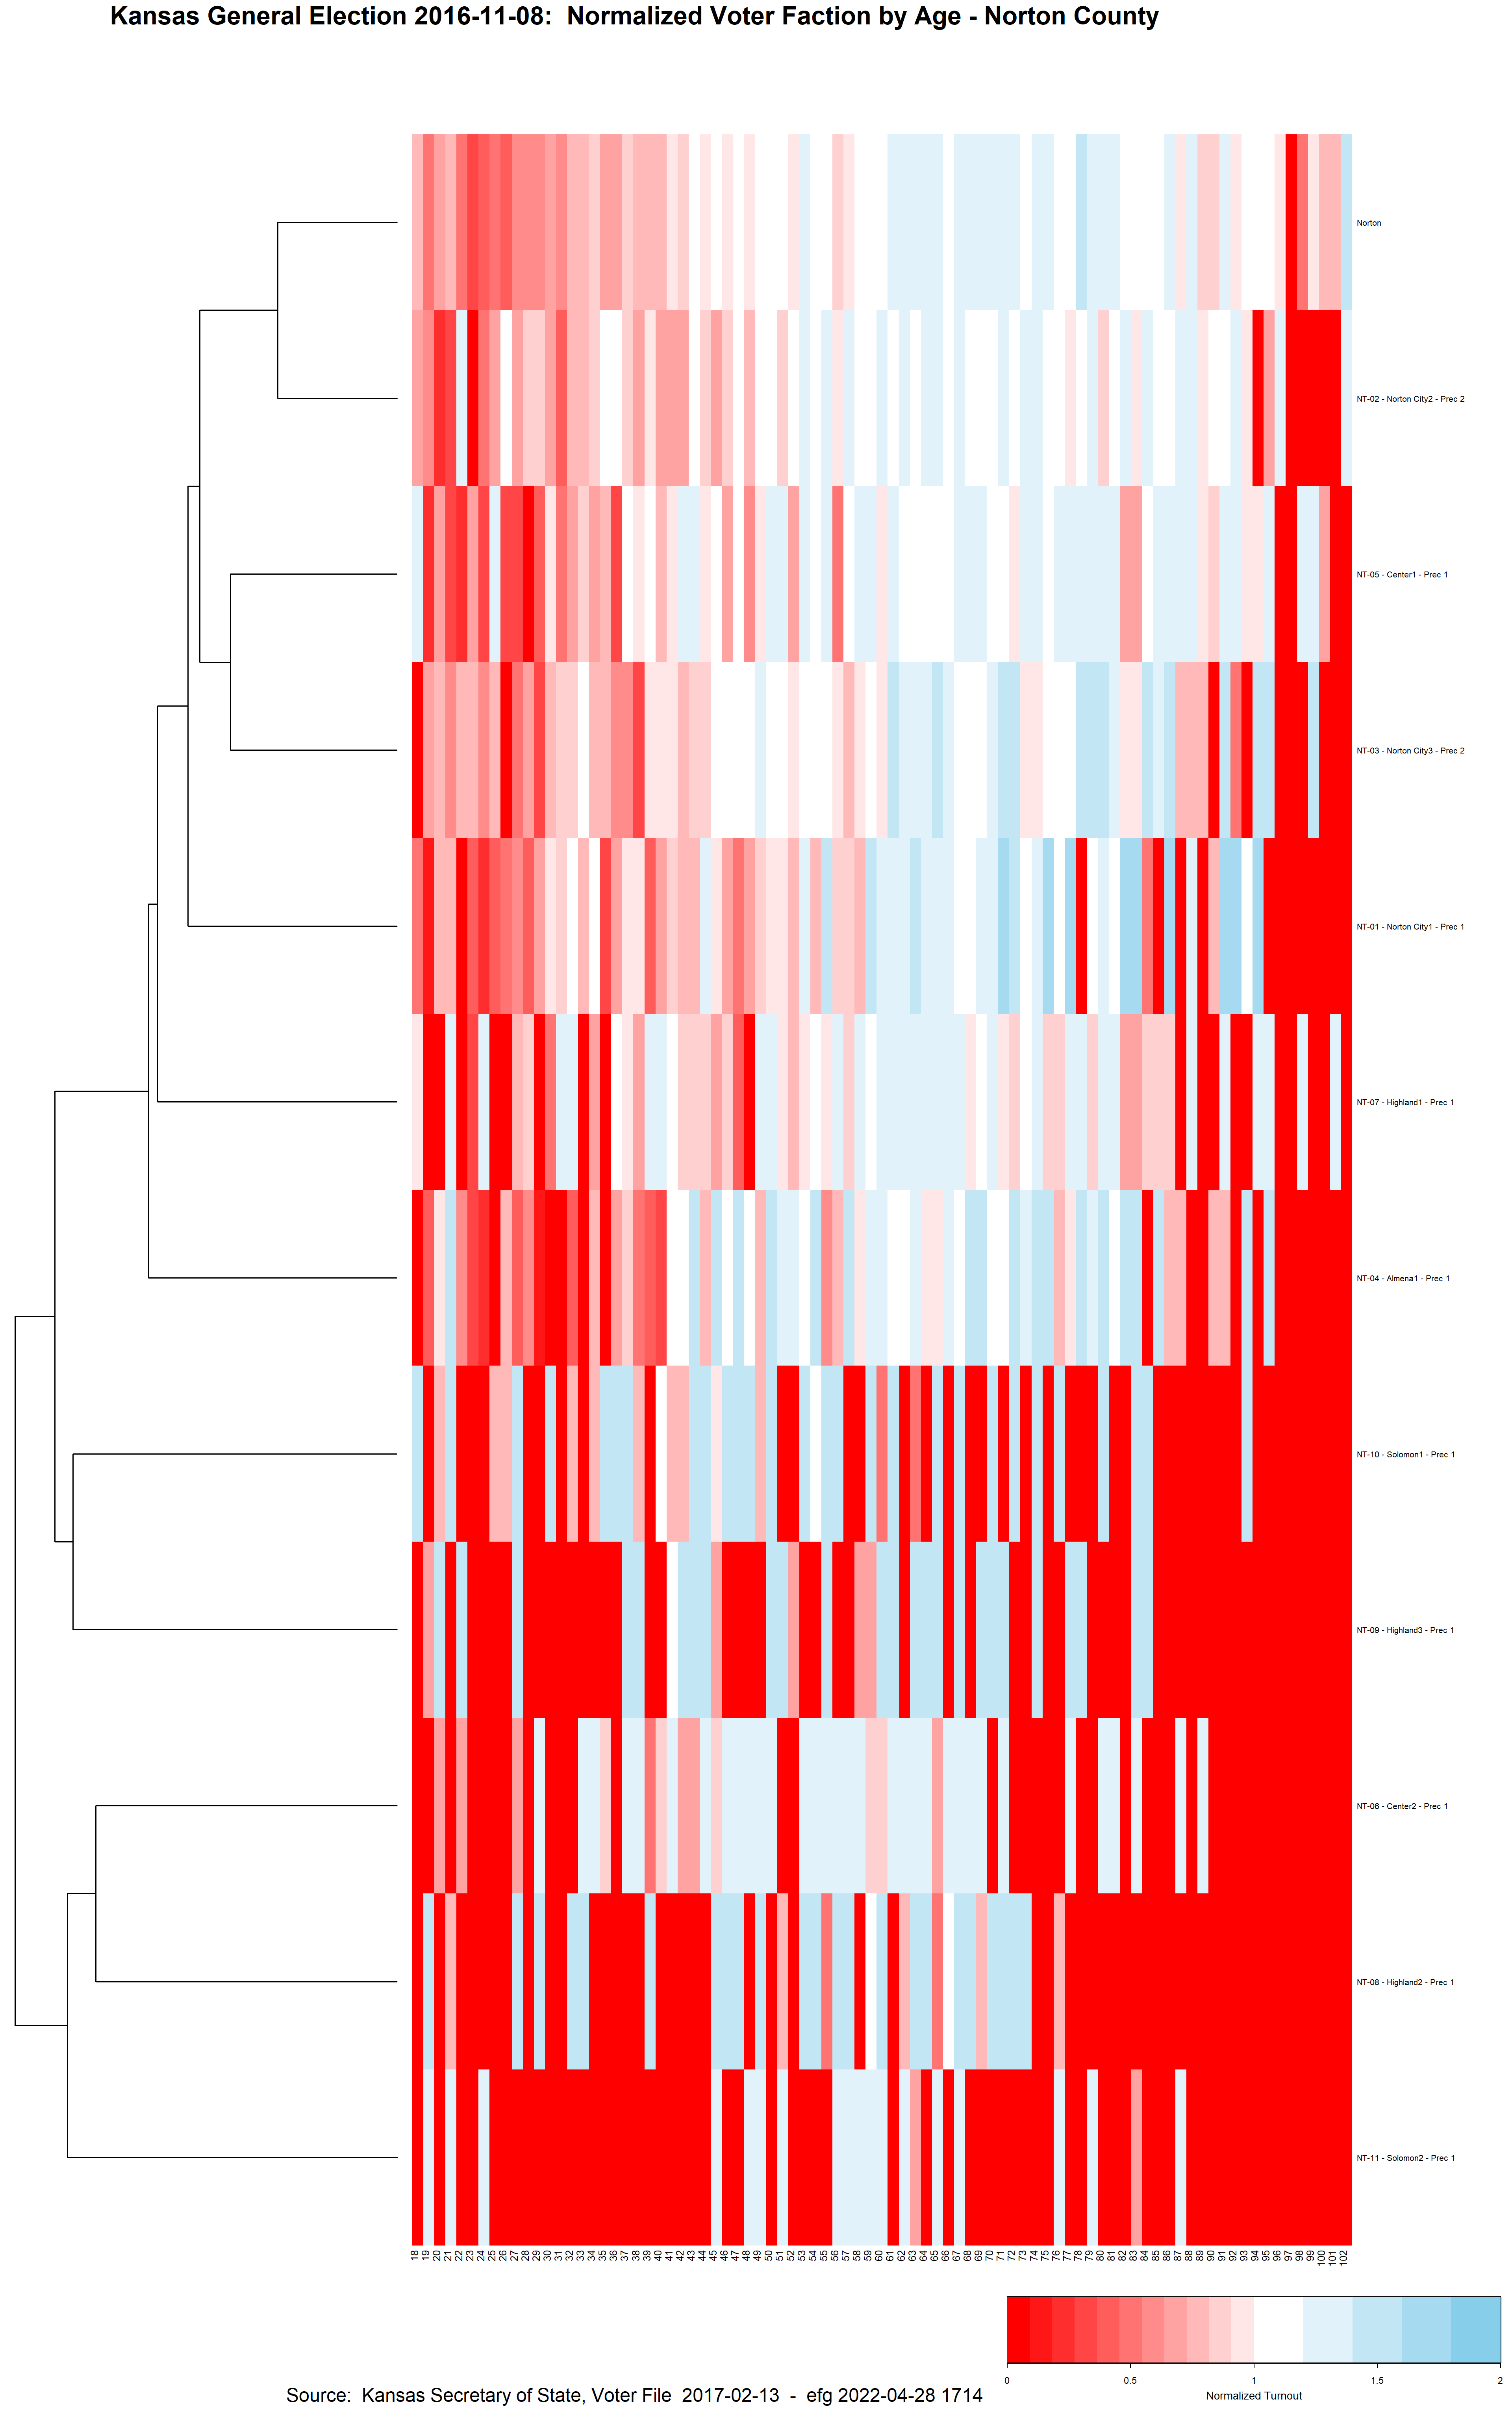 Kansas General Election 2016-11-08:  Normalized Voter Faction by Age - Norton County
Norton
NT-02 - Norton City2 - Prec 2
NT-05 - Center1 - Prec 1
NT-03 - Norton City3 - Prec 2
NT-01 - Norton City1 - Prec 1
NT-07 - Highland1 - Prec 1
NT-04 - Almena1 - Prec 1
NT-10 - Solomon1 - Prec 1
NT-09 - Highland3 - Prec 1
NT-06 - Center2 - Prec 1
NT-08 - Highland2 - Prec 1
NT-11 - Solomon2 - Prec 1
18 19 20 21 22 23 24 25 26 27 28 29 30 31 32 33 34 35 36 37 38 39 40 41 42 43 44 45 46 47 48 49 50 51 52 53 54 55 56 57 58 59 60 61 62 63 64 65 66 67 68 69 70 71 72 73 74 75 76 77 78 79 80 81 82 83 84 85 86 87 88 89 90 91 92 93 94 95 96 97 98 99 100 101 102
0 0.5 1 1.5 2
Normalized Turnout
Source:  Kansas Secretary of State, Voter File  2017-02-13  -  efg 2022-04-28 1714